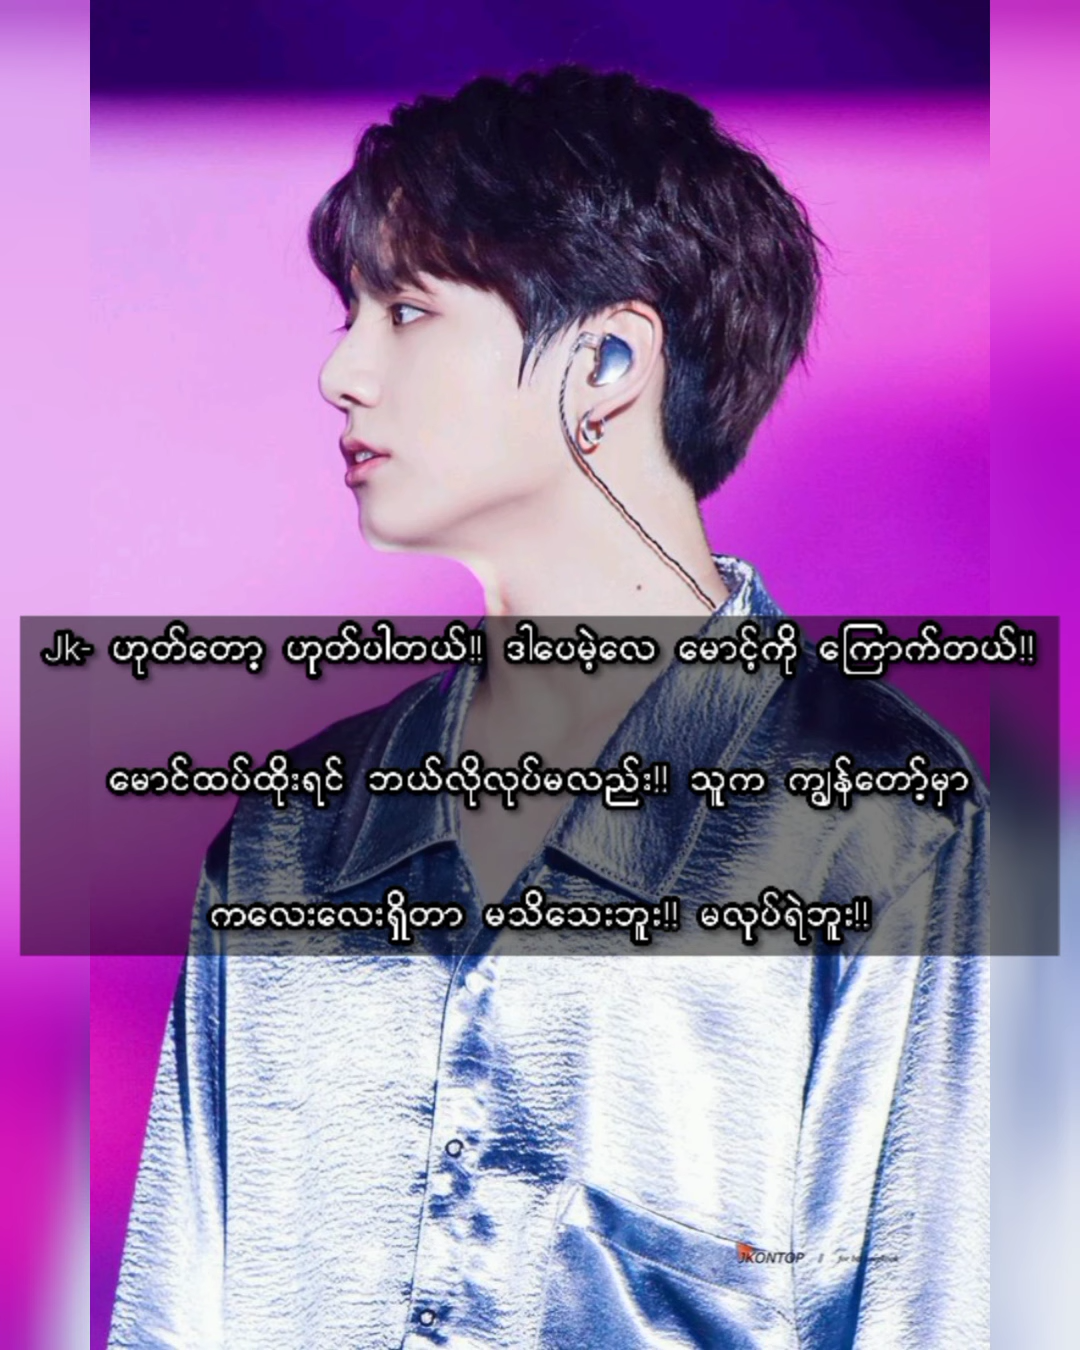 Jk- ဟုတ်တော့ ဟုတ်ပါတယ်!! ဒါပေမဲ့လေ မောင့်ကို ကြောက်တယ်!!
မောင်ထပ်ထိုးရင် ဘယ်လိုလုပ်မလည်း!! သူက ကျွန်တော့်မှာ
ကလေးလေးရှိတာ မသိသေးဘူး!! မလုပ်ရဲဘူး!!
JKONTOP